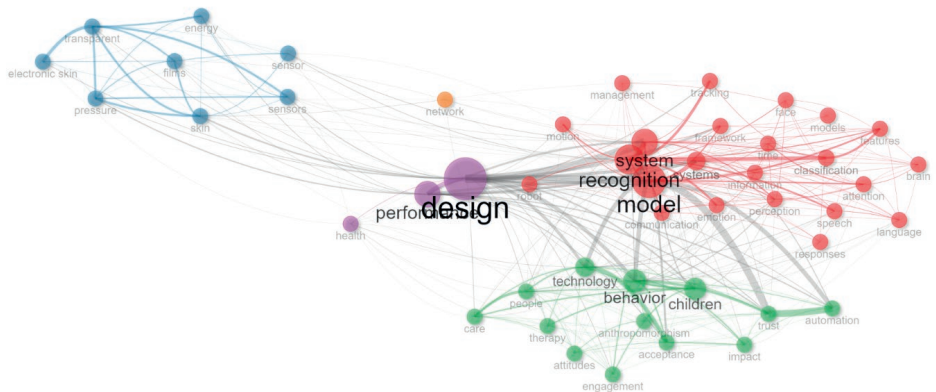 energy
transparent
sensor
electronic skin
films
sensors
pressure
skin
network
management
tracking
face
models
motion
framework
features
time
system
systems
classification
brain
recognition
information
robot
attention
performance
design
model
perception
emotion
communication
speech
language
health
responses
technology
people
behavior
children
care
therapy
anthropomorphism
trust
automation
attitudes
acceptance
impact
engagement